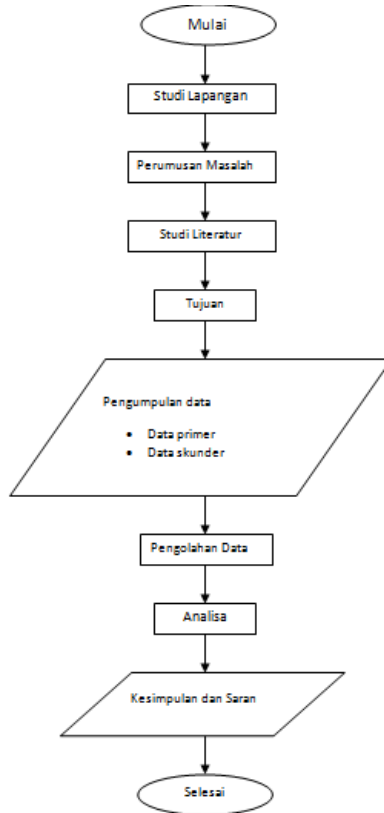 Mulai
Studi Lapangan
Perumusan Masalah
Studi Literatur
Tujuan
Pengumpulan data
• Data primer
• Data skunder
Pengolahan Data
Analisa
Kesimpulan dan Saran
Selesai